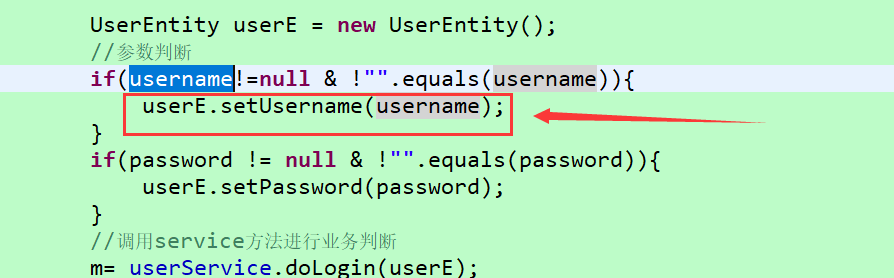 UserEntity userE = new UserEntity();
//参数判断
if(username!=null & !"".equals(username)){
userE.setUsername(username);
}
if(password != null & !"".equals(password)){
userE.setPassword(password);
}
//调用service方法进行业务判断
m= userService.doLogin(userE);